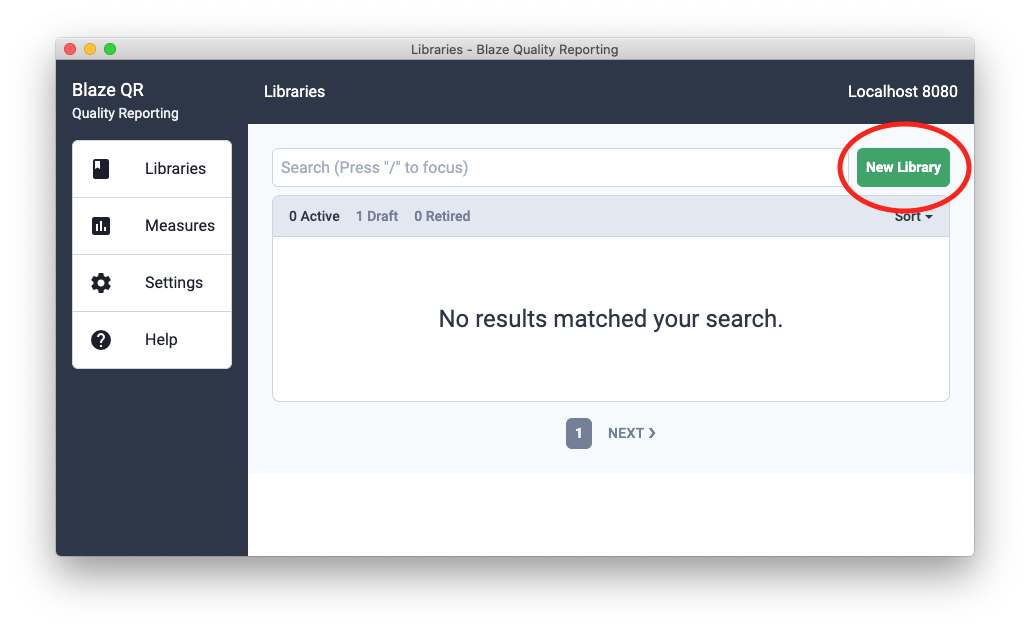 Libraries - Blaze Quality Reporting
Blaze QR
Quality Reporting
Libraries
Localhost 8080
Libraries
Measures
Settings
Help
Search (Press "/" to focus)
New Library
0 Active 1 Draft 0 Retired
Sort
No results matched your search.
1 NEXT ❯